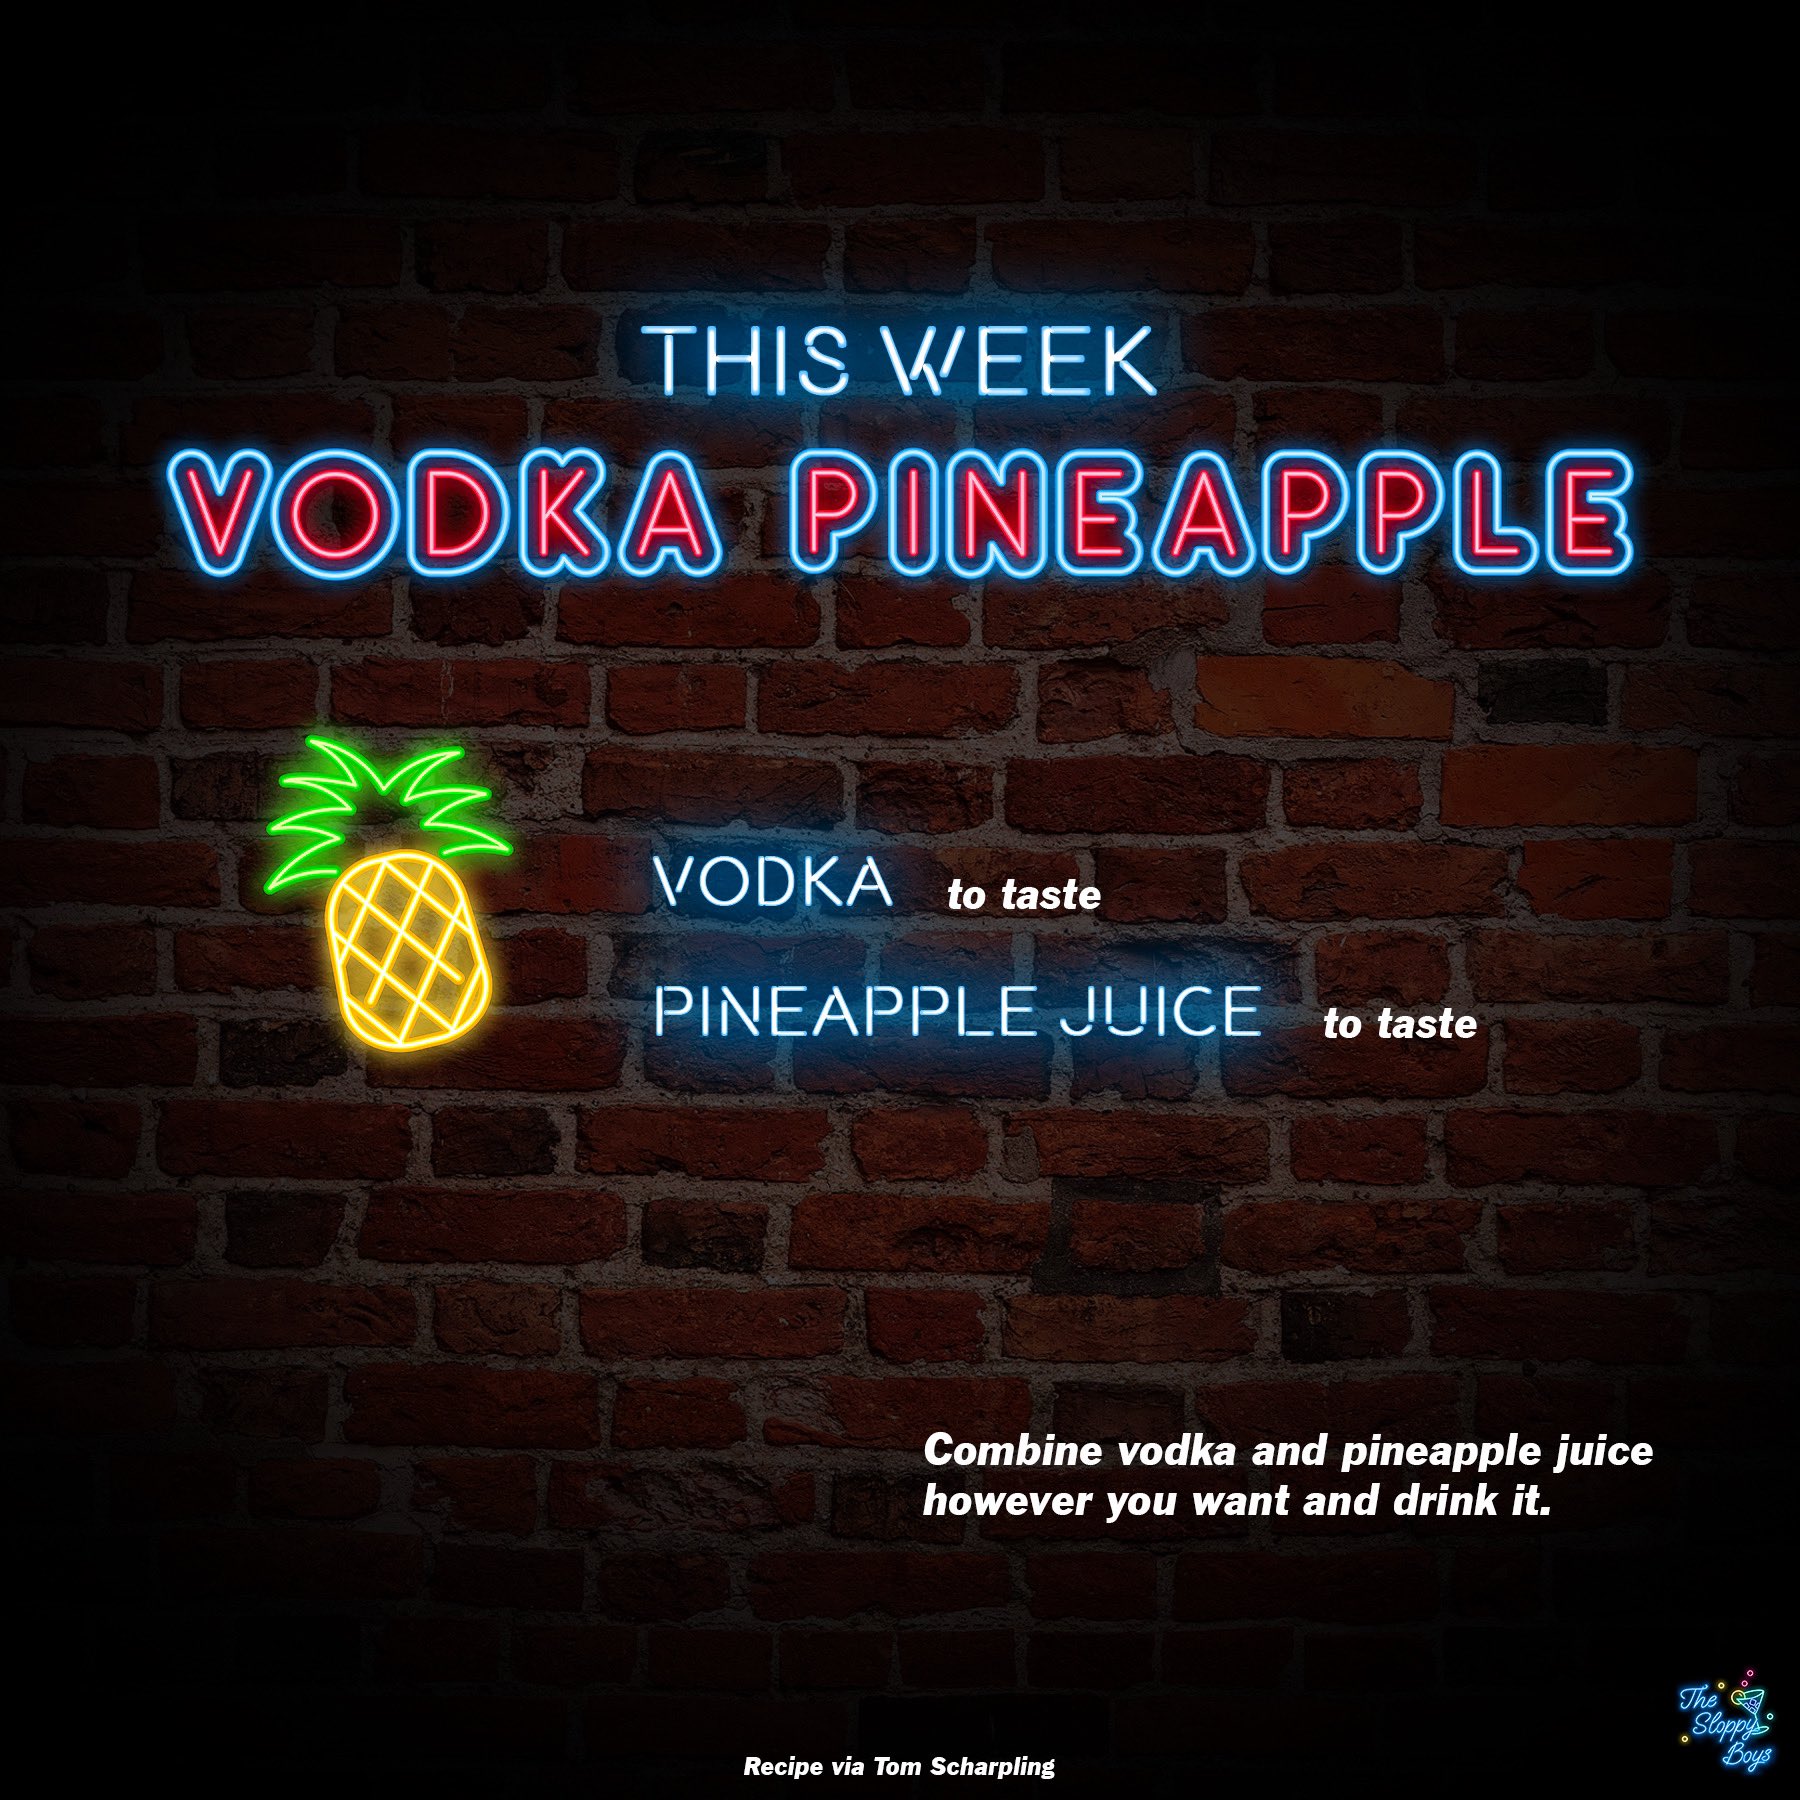 THIS WEEK
VODKA PINEAPPLE
VODKA to taste
PINEAPPLE JUICE to taste
Combine vodka and pineapple juice
however you want and drink it.
The
Sloppy
Boys
Recipe via Tom Scharpling